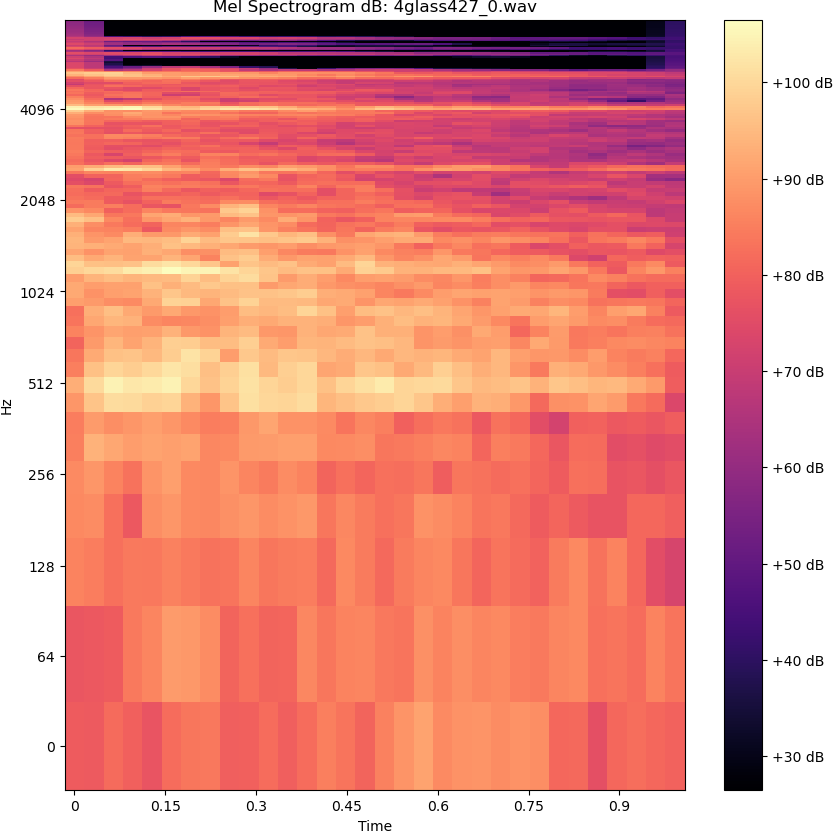 Mel Spectrogram dB: 4glass427_0.wav
4096
2048
1024
512
256
128
64
0
Hz
0 0.15 0.3 0.45 0.6 0.75 0.9
Time
+100 dB
+90 dB
+80 dB
+70 dB
+60 dB
+50 dB
+40 dB
+30 dB